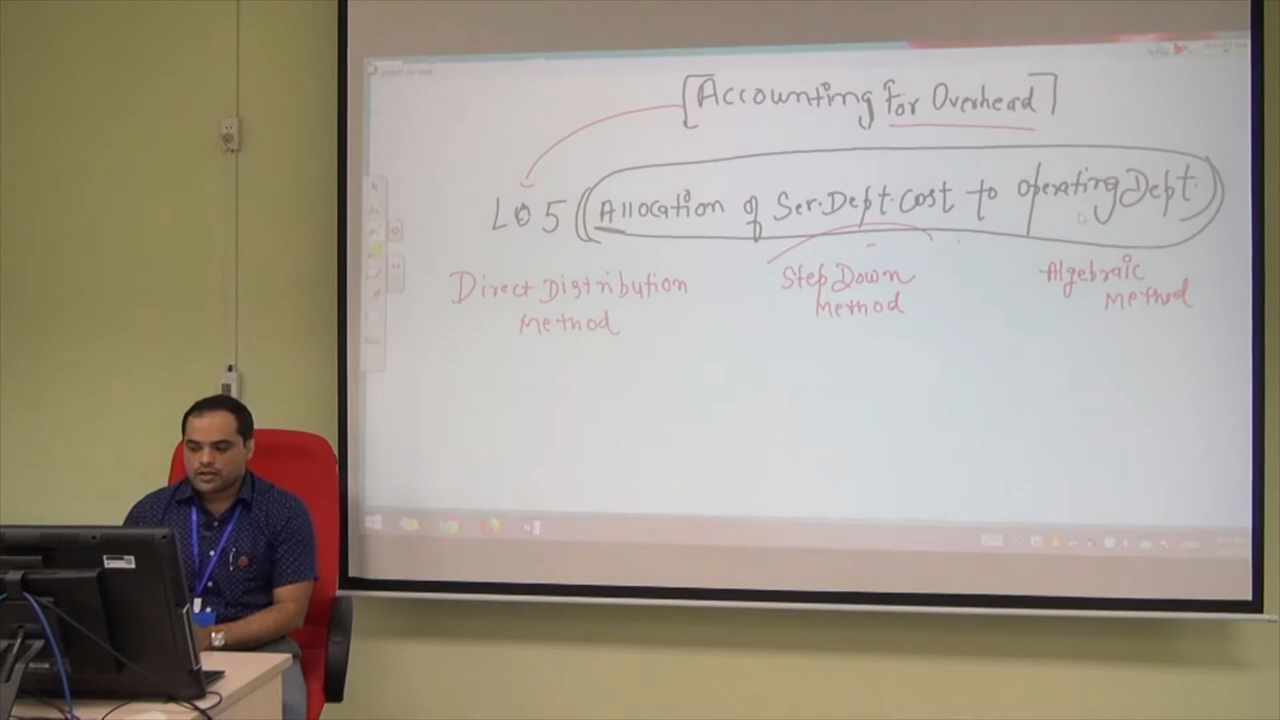 Accounting For Overhead
LO 5 Allocation of Ser. Dept. Cost to Operating Dept.
Direct Distribution
Method
Step Down
Method
Algebraic
Method